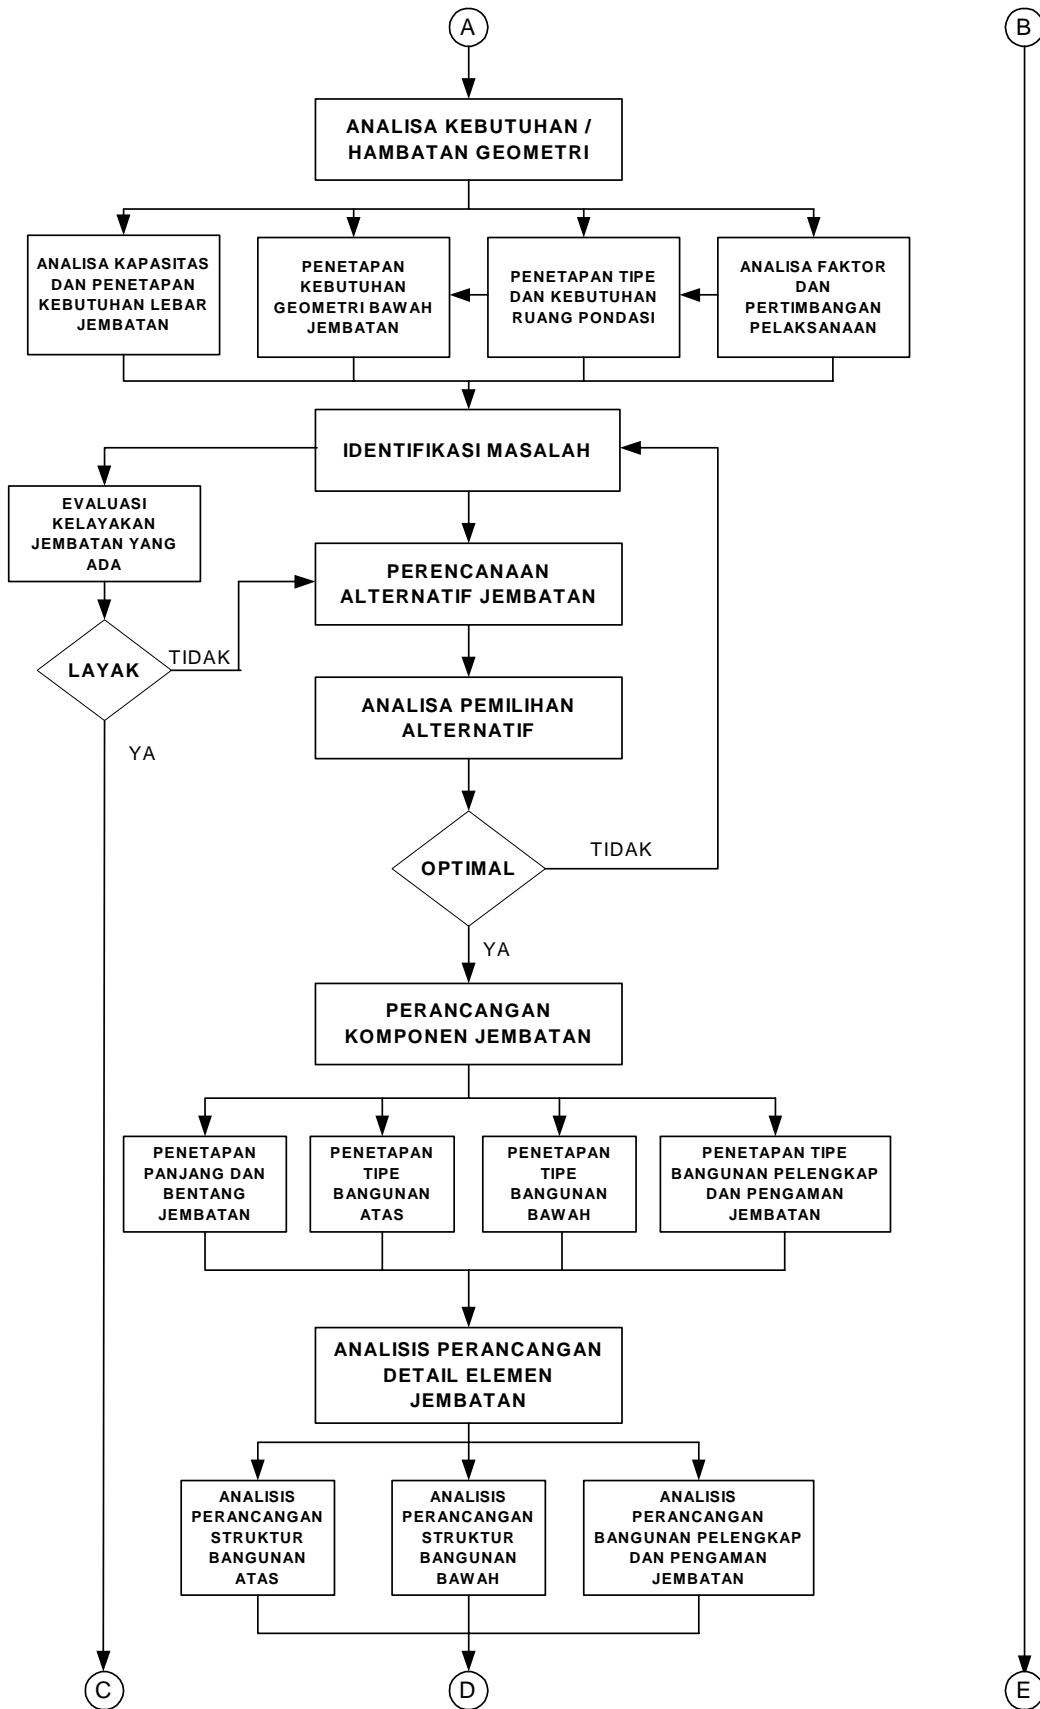 A
B
ANALISA KEBUTUHAN /
HAMBATAN GEOMETRI
ANALISA KAPASITAS
DAN PENETAPAN
KEBUTUHAN LEBAR
JEMBATAN
PENETAPAN
KEBUTUHAN
GEOMETRI BAWAH
JEMBATAN
PENETAPAN TIPE
DAN KEBUTUHAN
RUANG PONDASI
ANALISA FAKTOR
DAN
PERTIMBANGAN
PELAKSANAAN
IDENTIFIKASI MASALAH
EVALUASI
KELAYAKAN
JEMBATAN YANG
ADA
PERENCANAAN
ALTERNATIF JEMBATAN
LAYAK
TIDAK
YA
ANALISA PEMILIHAN
ALTERNATIF
OPTIMAL
TIDAK
YA
PERANCANGAN
KOMPONEN JEMBATAN
PENETAPAN
PANJANG DAN
BENTANG
JEMBATAN
PENETAPAN
TIPE
BANGUNAN
ATAS
PENETAPAN
TIPE
BANGUNAN
BAWAH
PENETAPAN TIPE
BANGUNAN PELENGKAP
DAN PENGAMAN
JEMBATAN
ANALISIS PERANCANGAN
DETAIL ELEMEN
JEMBATAN
ANALISIS
PERANCANGAN
STRUKTUR
BANGUNAN
ATAS
ANALISIS
PERANCANGAN
STRUKTUR
BANGUNAN
BAWAH
ANALISIS
PERANCANGAN
BANGUNAN PELENGKAP
DAN PENGAMAN
JEMBATAN
C
D
E